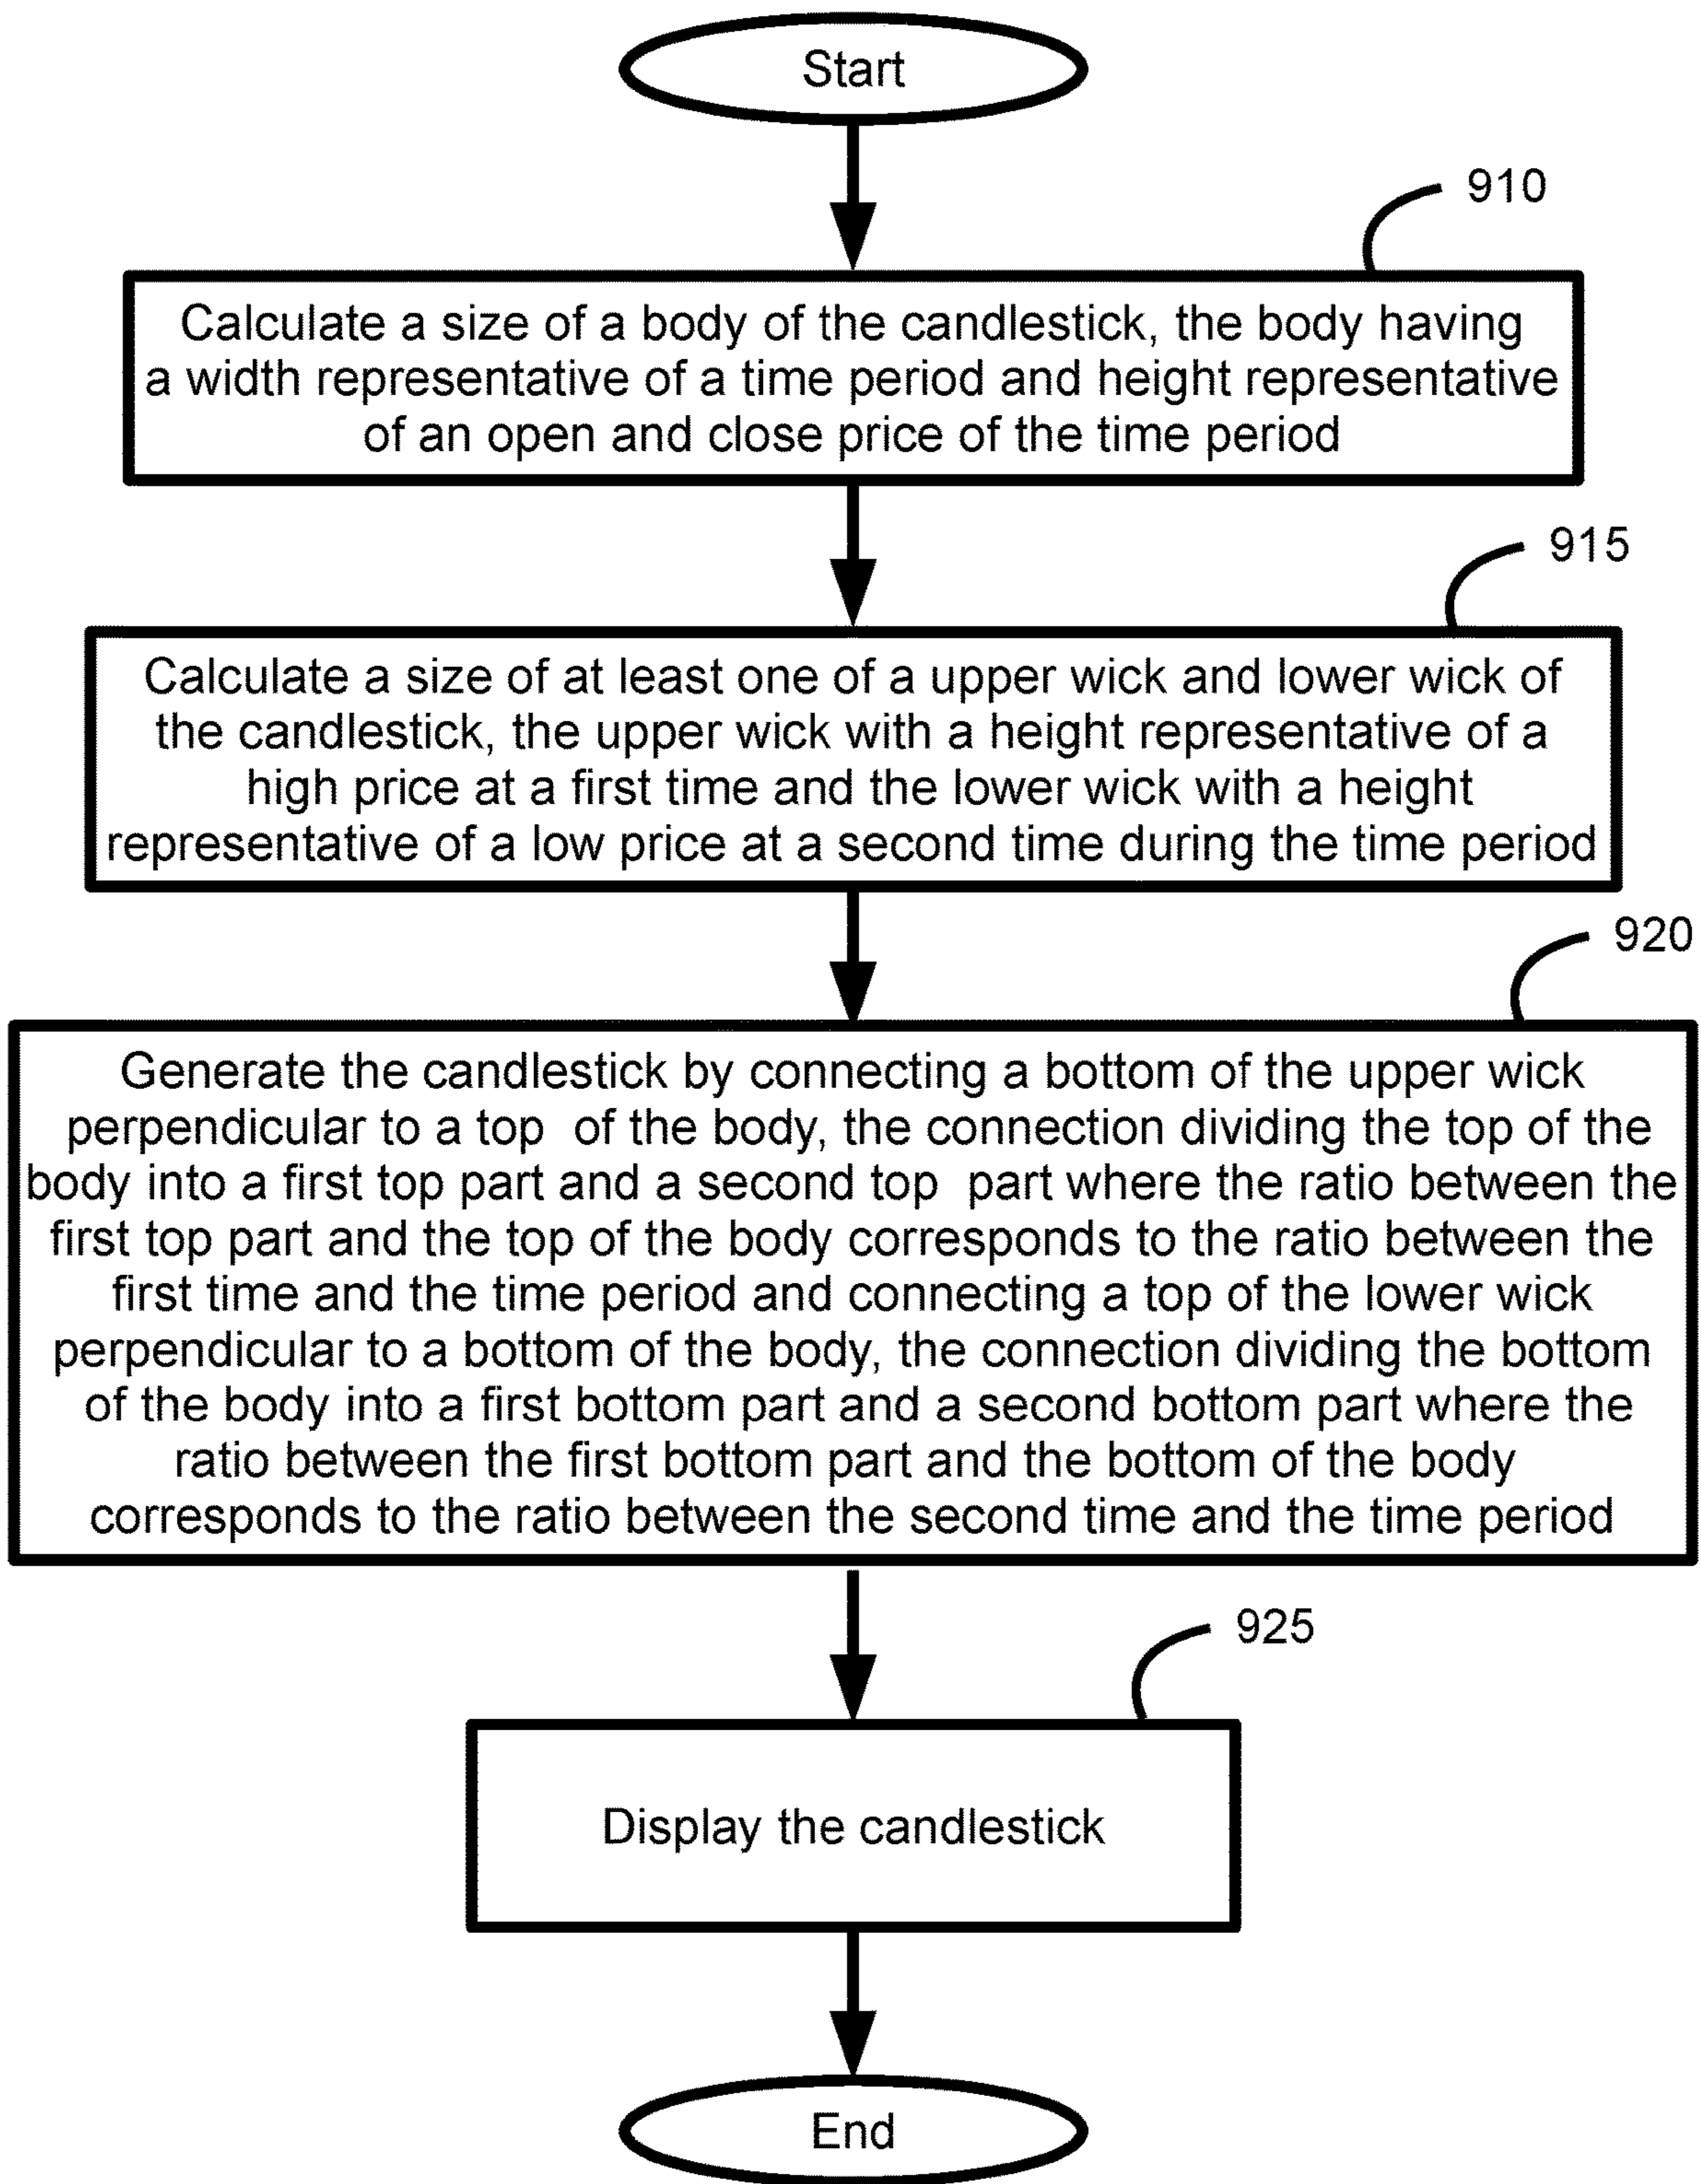 Start
910
Calculate a size of a body of the candlestick, the body having
a width representative of a time period and height representative
of an open and close price of the time period
915
Calculate a size of at least one of a upper wick and lower wick of
the candlestick, the upper wick with a height representative of a
high price at a first time and the lower wick with a height
representative of a low price at a second time during the time period
920
Generate the candlestick by connecting a bottom of the upper wick
perpendicular to a top of the body, the connection dividing the top of the
body into a first top part and a second top part where the ratio between the
first top part and the top of the body corresponds to the ratio between the
first time and the time period and connecting a top of the lower wick
perpendicular to a bottom of the body, the connection dividing the bottom
of the body into a first bottom part and a second bottom part where the
ratio between the first bottom part and the bottom of the body
corresponds to the ratio between the second time and the time period
925
Display the candlestick
End